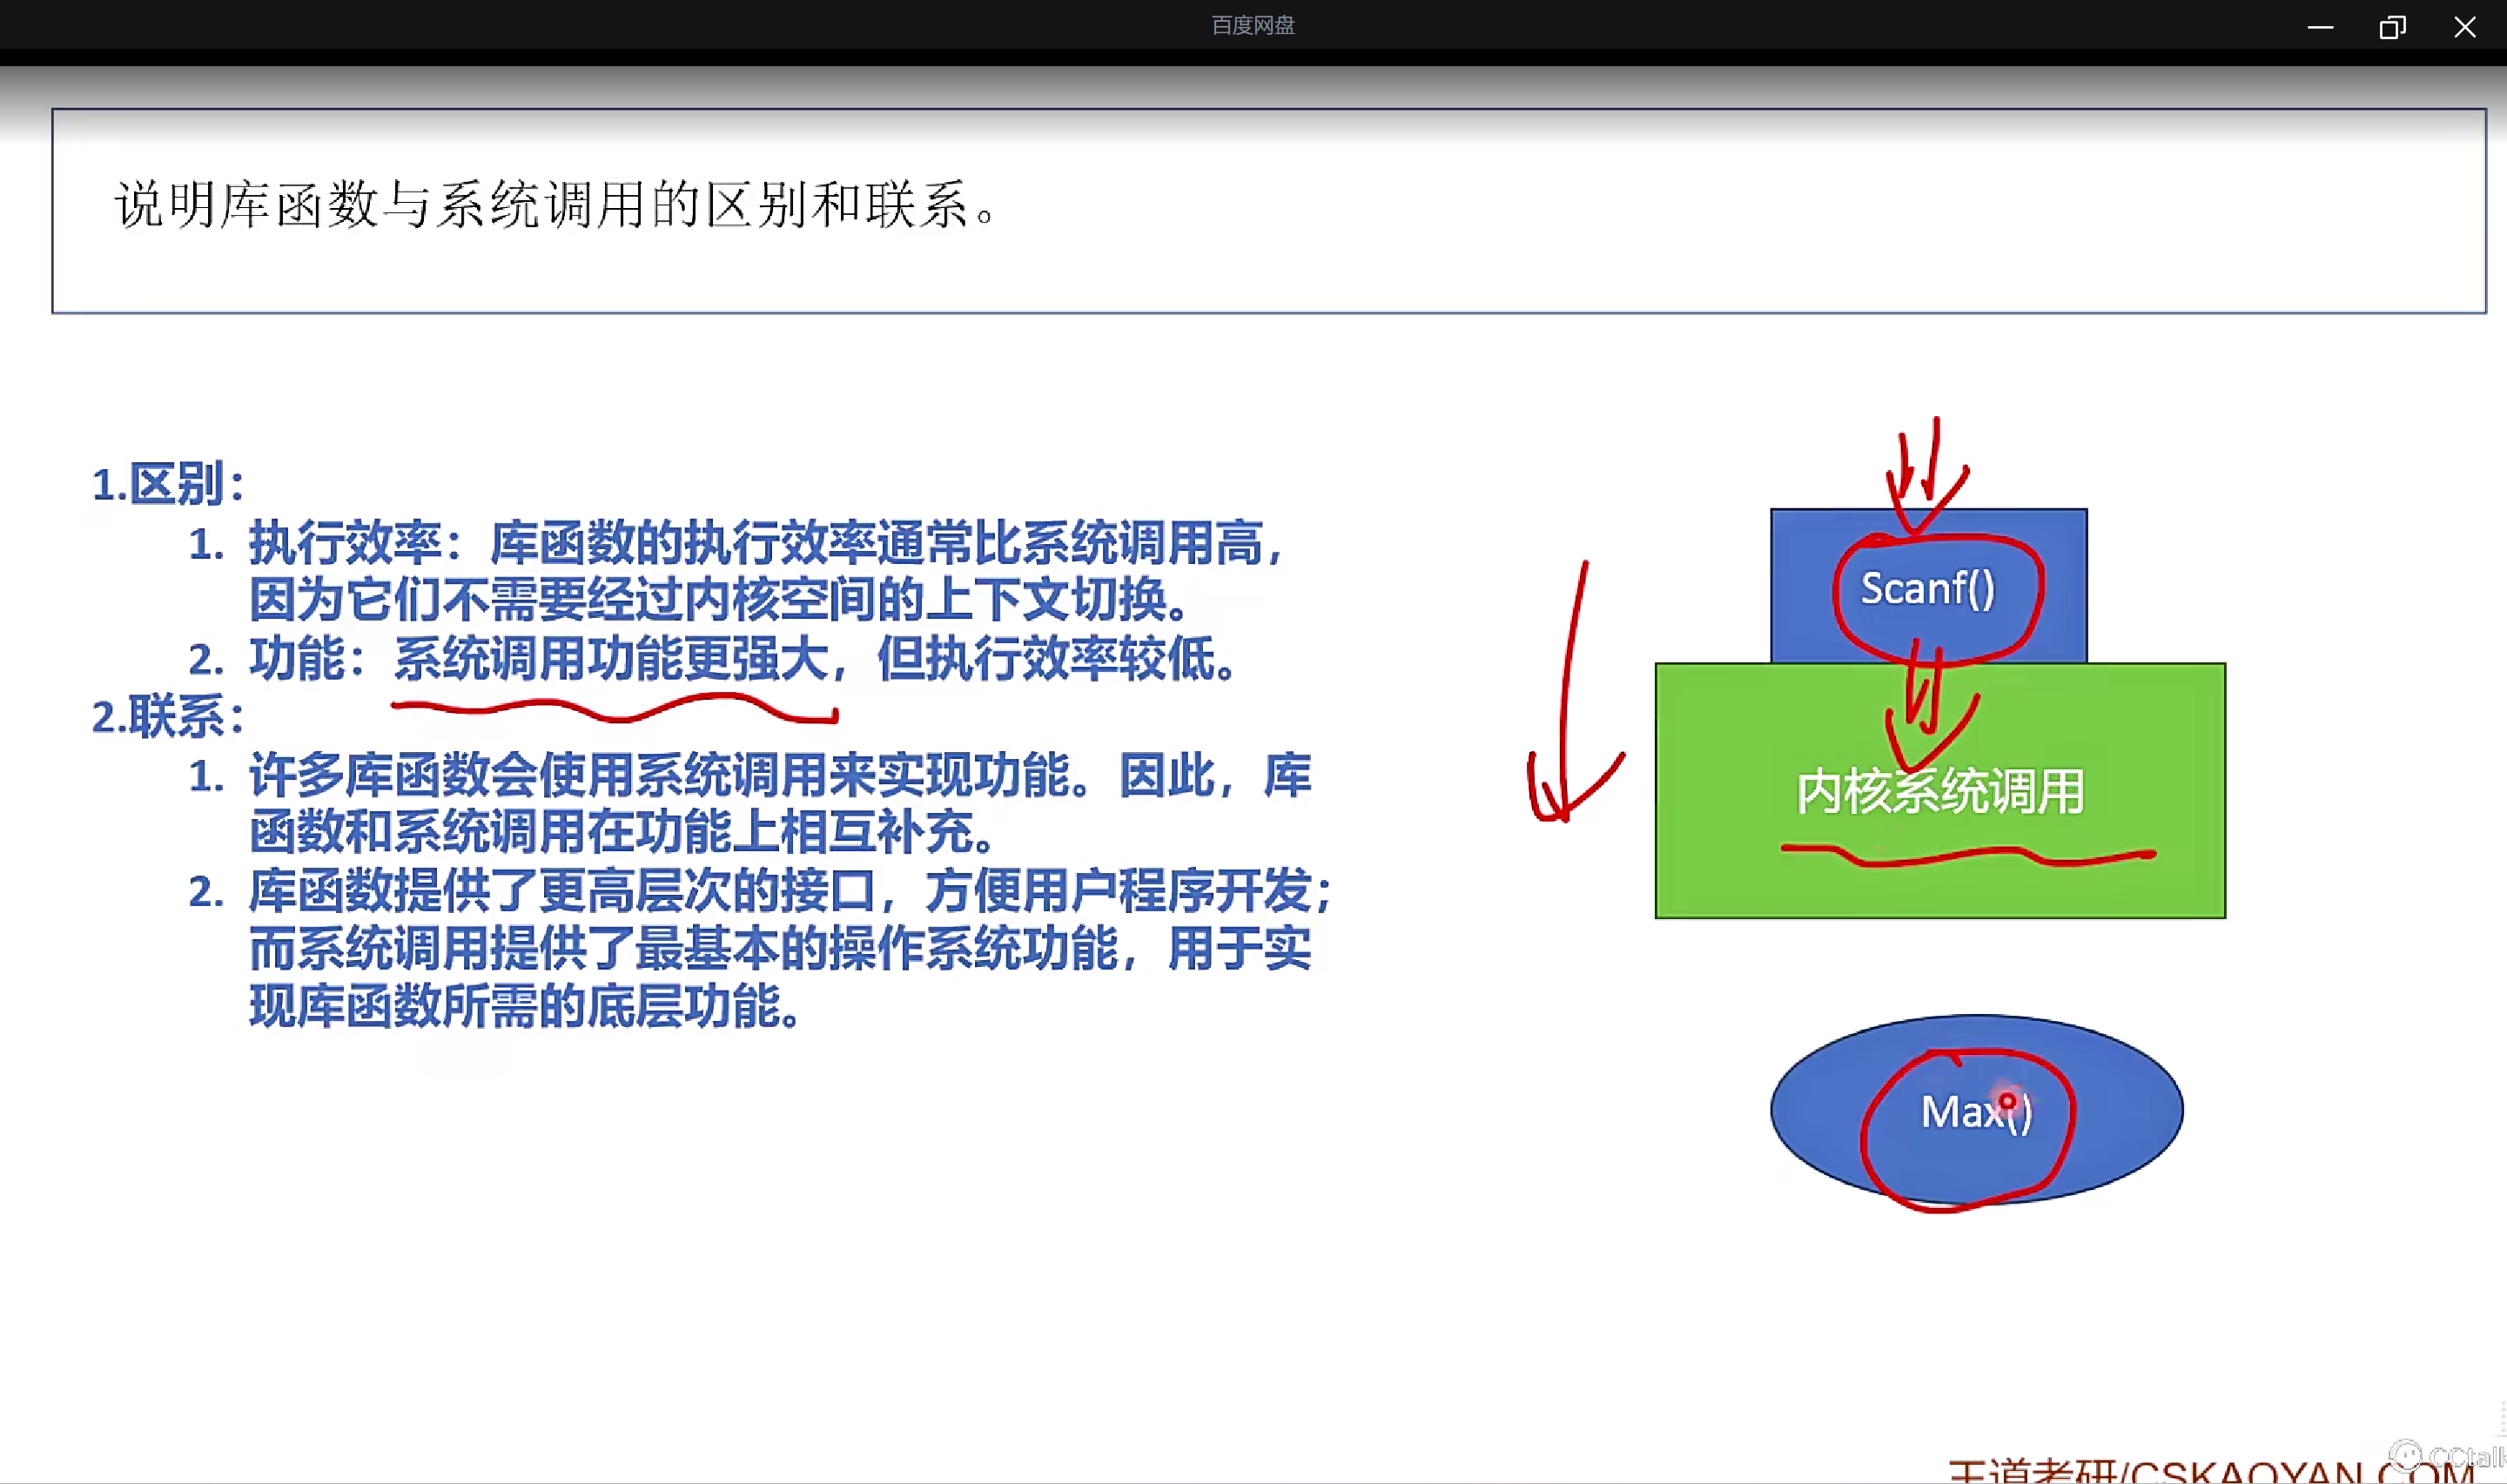 百度网盘
说明库函数与系统调用的区别和联系。
1.区别：
1. 执行效率：库函数的执行效率通常比系统调用高，
因为它们不需要经过内核空间的上下文切换。
2. 功能：系统调用功能更强大，但执行效率较低。
2.联系：
1. 许多库函数会使用系统调用来实现功能。因此，库
函数和系统调用在功能上相互补充。
2. 库函数提供了更高层次的接口，方便用户程序开发；
而系统调用提供了最基本的操作系统功能，用于实
现库函数所需的底层功能。
Scanf()
内核系统调用
Max()
王道考研/CSKAOYAN.COM
CCtalk